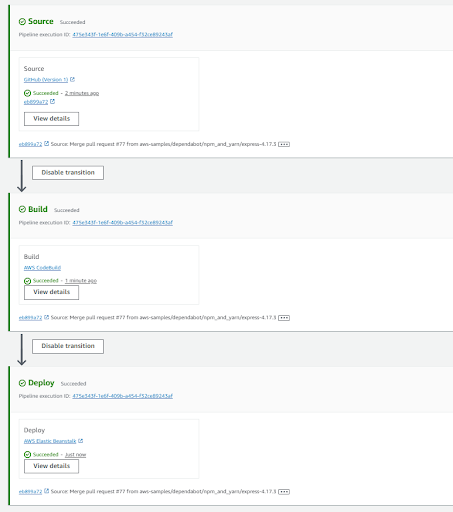 Source Succeeded
Pipeline execution ID: 475e343f-1e6f-409b-a454-f52ce89243af
Source
GitHub (Version 1)
Succeeded - 2 minutes ago
eb899a72
View details
eb899a72 Source: Merge pull request #77 from aws-samples/dependabot/npm_and_yarn/express-4.17.3
Disable transition
Build Succeeded
Pipeline execution ID: 475e343f-1e6f-409b-a454-f52ce89243af
Build
AWS CodeBuild
Succeeded - 1 minute ago
View details
eb899a72 Source: Merge pull request #77 from aws-samples/dependabot/npm_and_yarn/express-4.17.3
Disable transition
Deploy Succeeded
Pipeline execution ID: 475e343f-1e6f-409b-a454-f52ce89243af
Deploy
AWS Elastic Beanstalk
Succeeded - Just now
View details
eb899a72 Source: Merge pull request #77 from aws-samples/dependabot/npm_and_yarn/express-4.17.3